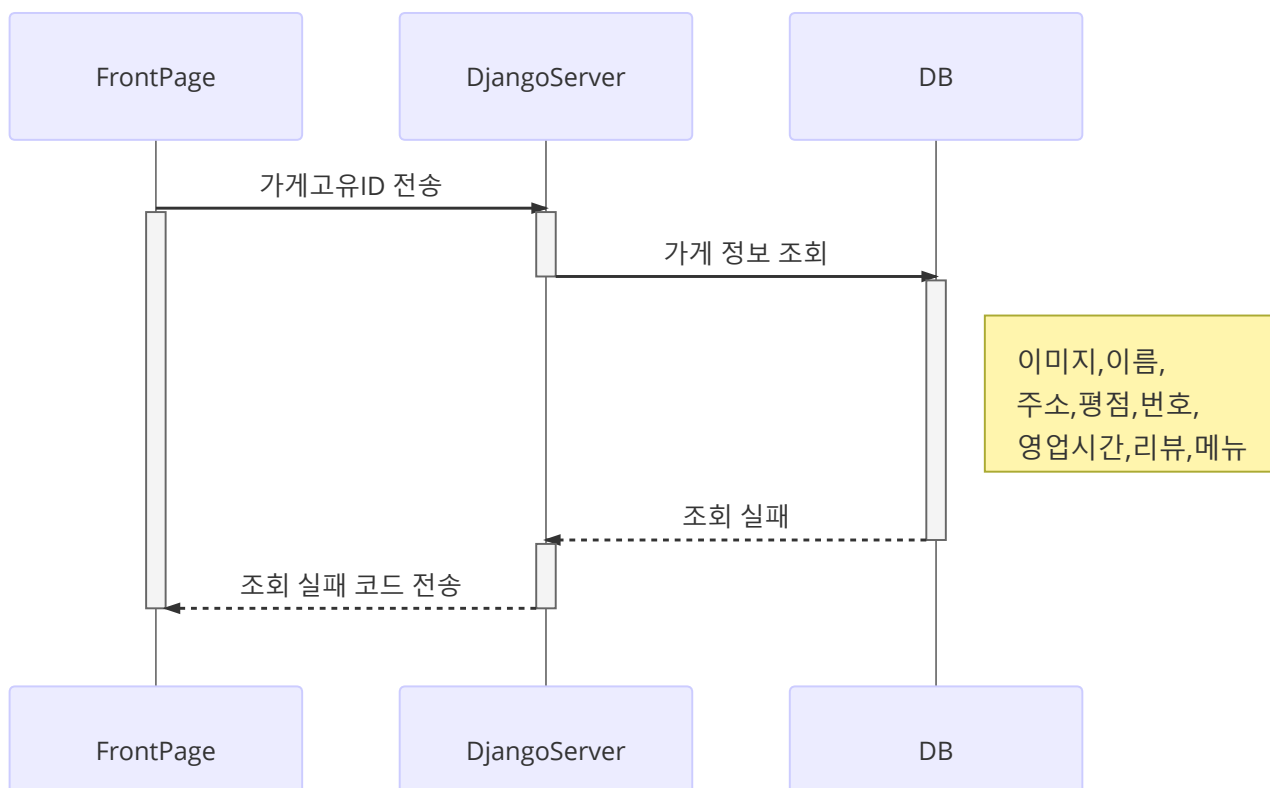 FrontPage
DjangoServer
DB
가게고유ID 전송
가게 정보 조회
이미지,이름,
주소,평점,번호,
영업시간,리뷰,메뉴
조회 실패
조회 실패 코드 전송
FrontPage
DjangoServer
DB